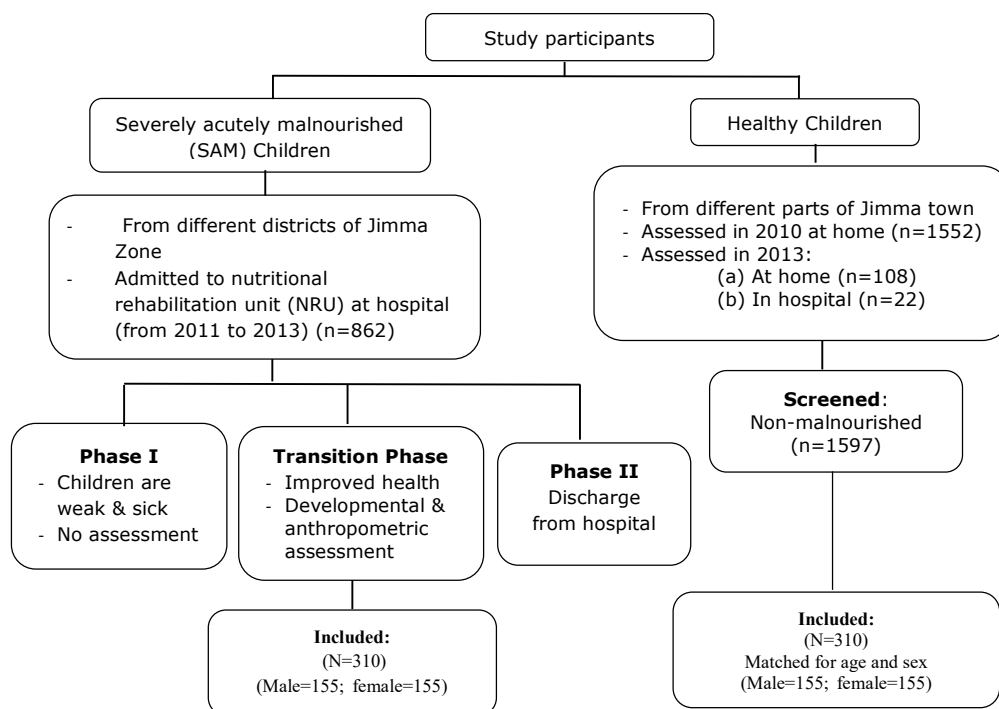 Study participants
Severely acutely malnourished
(SAM) Children
Healthy Children
- From different districts of Jimma
Zone
- Admitted to nutritional
rehabilitation unit (NRU) at hospital
(from 2011 to 2013) (n=862)
- From different parts of Jimma town
- Assessed in 2010 at home (n=1552)
- Assessed in 2013:
(a) At home (n=108)
(b) In hospital (n=22)
Phase I
- Children are
weak & sick
- No assessment
Transition Phase
- Improved health
- Developmental &
anthropometric
assessment
Phase II
Discharge
from hospital
Screened:
Non-malnourished
(n=1597)
Included:
(N=310)
(Male=155; female=155)
Included:
(N=310)
Matched for age and sex
(Male=155; female=155)